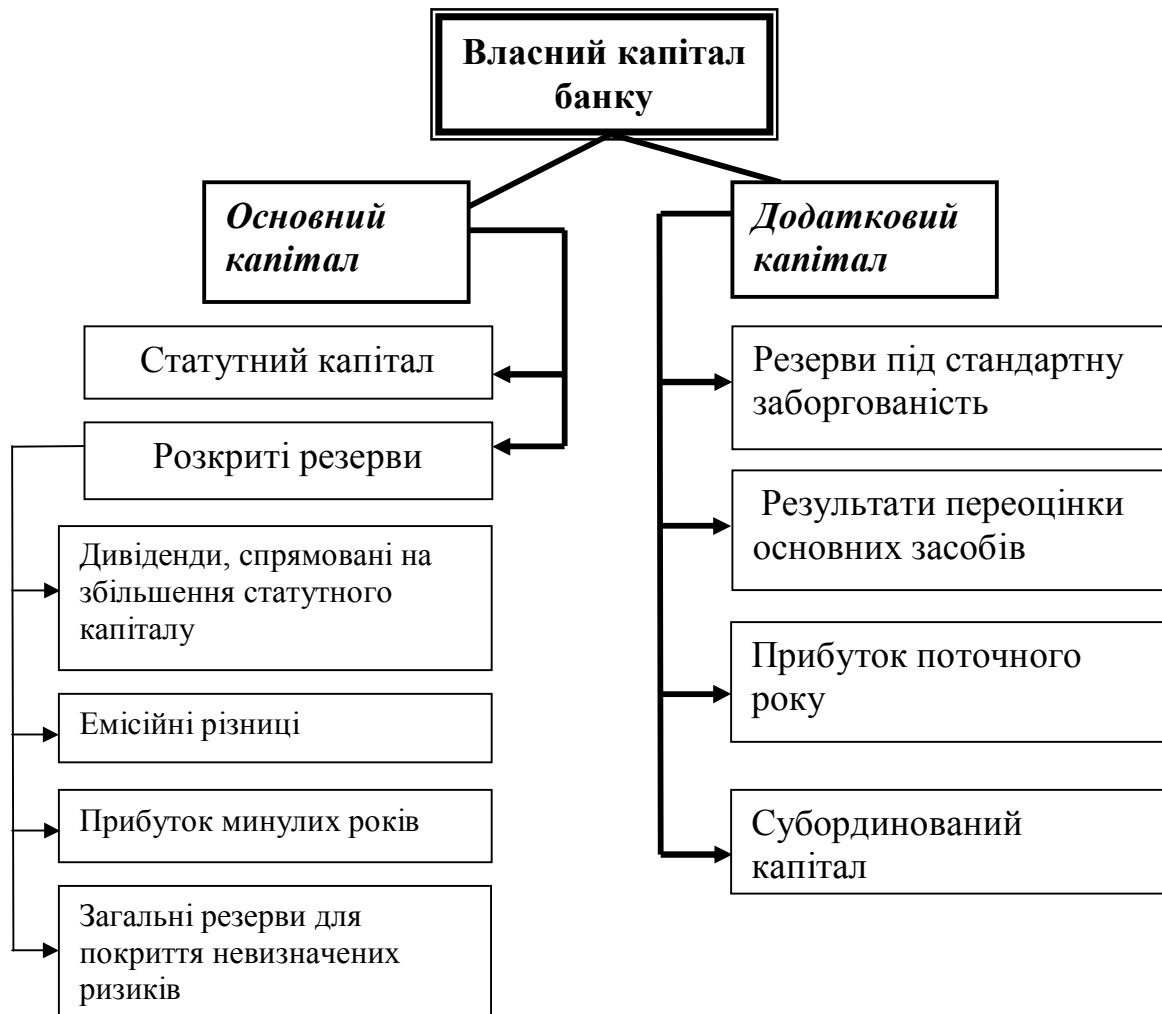 Власний капітал
банку
Основний
капітал
Додатковий
капітал
Статутний капітал
Розкриті резерви
Дивіденди, спрямовані на
збільшення статутного
капіталу
Емісійні різниці
Прибуток минулих років
Загальні резерви для
покриття невизначених
ризиків
Резерви під стандартну
заборгованість
Результати переоцінки
основних засобів
Прибуток поточного
року
Субординований
капітал